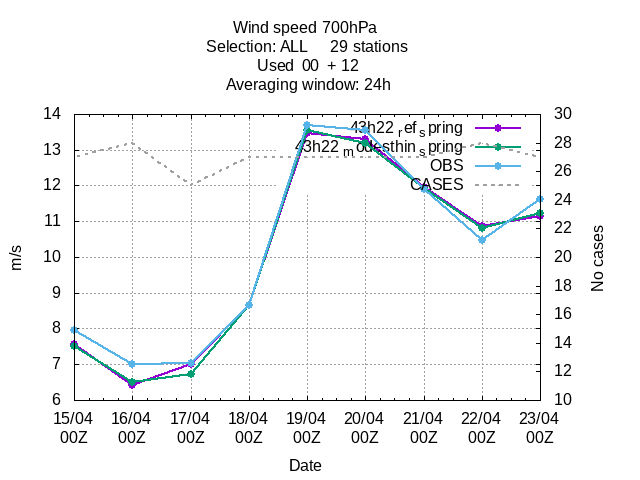 Wind speed 700hPa
Selection: ALL     29 stations
Used  00  + 12
Averaging window: 24h
14
13
12
11
10
9
8
7
6
30
28
26
24
22
20
18
16
14
12
10
m/s
No cases
43h22_ref_spring
OBS
CASES
15/04 16/04 17/04 18/04 19/04 20/04 21/04 22/04 23/04
00Z 00Z 00Z 00Z 00Z 00Z 00Z 00Z 00Z
Date